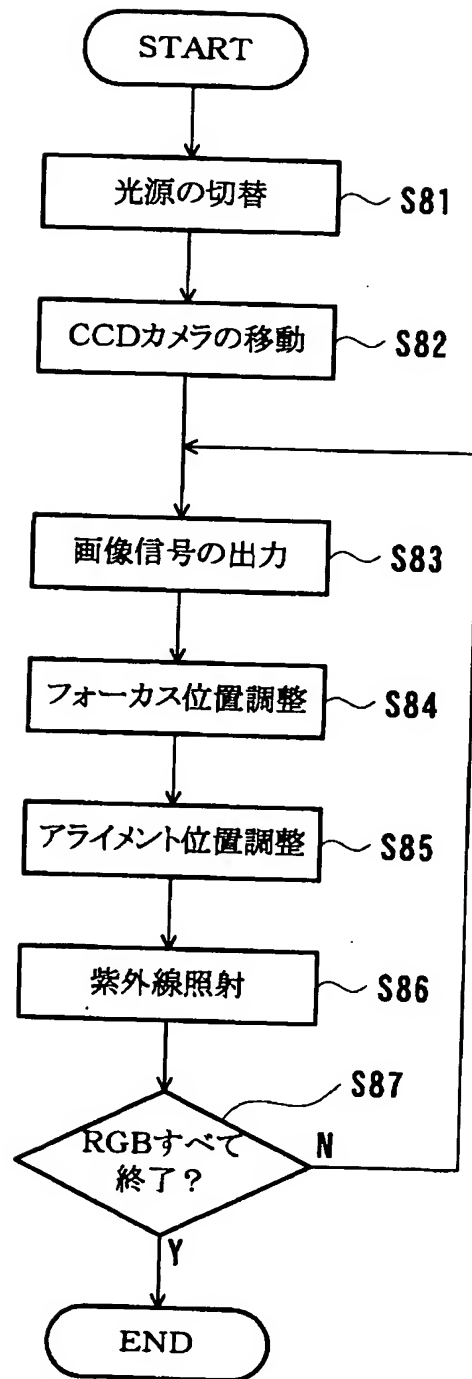 START
光源の切替
S81
CCDカメラの移動
S82
画像信号の出力
S83
フォーカス位置調整
S84
アライメント位置調整
S85
紫外線照射
S86
S87
RGBすべて
終了?
N
Y
END